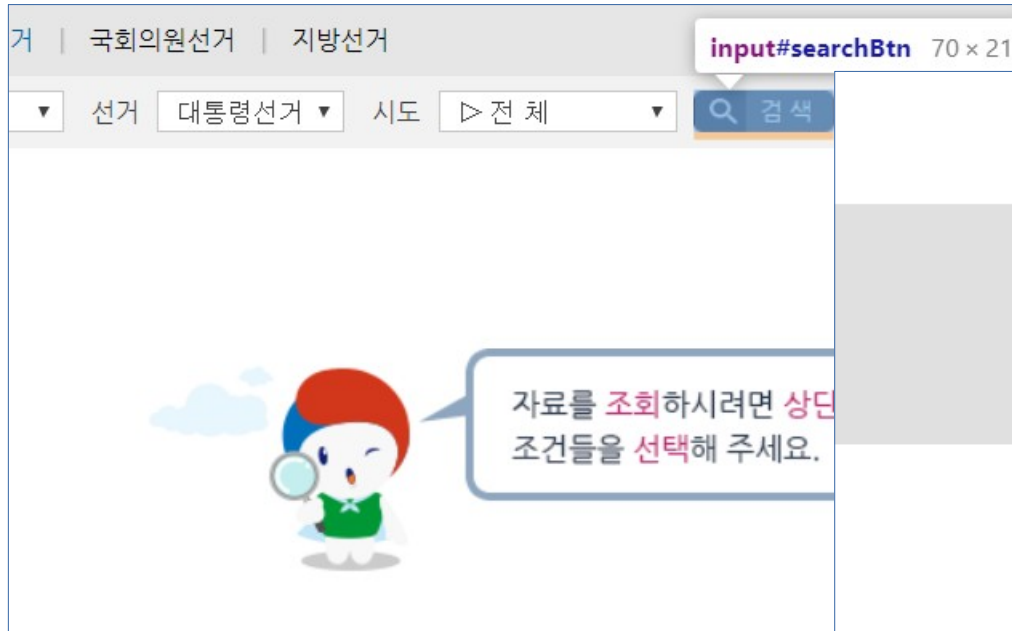 거 | 국회의원선거 | 지방선거
input#searchBtn 70 × 21
선거 대통령선거 ▼ 시도 ▷ 전 체 ▼ 검 색
자료를 조회하시려면 상단
조건들을 선택해 주세요.